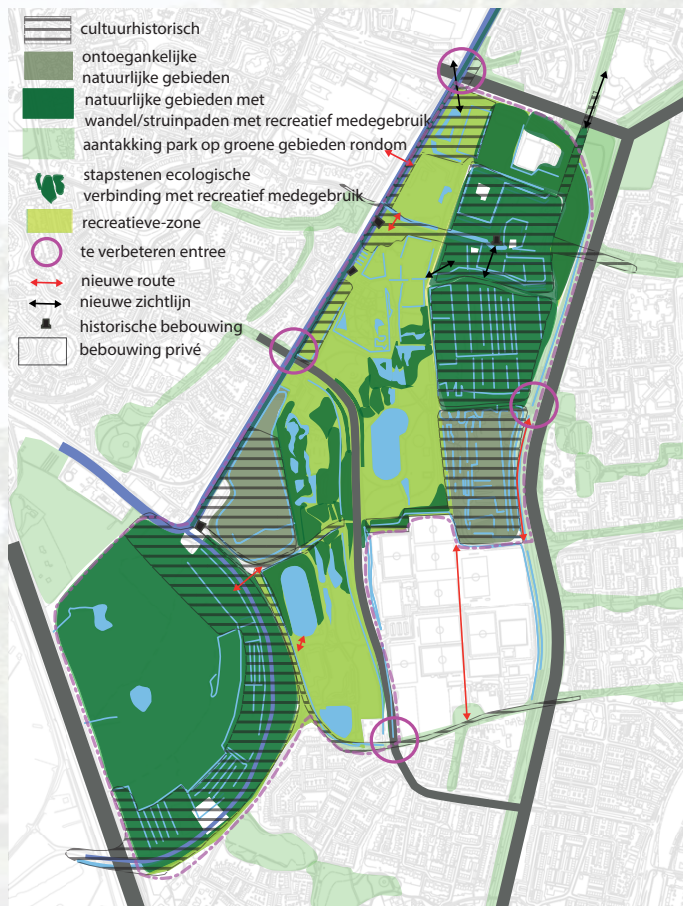 cultuurhistorisch
ontoegankelijke
natuurlijke gebieden
natuurlijke gebieden met
wandel/struinpaden met recreatief medegebruik
aantakking park op groene gebieden rondom
stapstenen ecologische
verbinding met recreatief medegebruik
recreatieve-zone
te verbeteren entree
nieuwe route
nieuwe zichtlijn
historische bebouwing
bebouwing privé